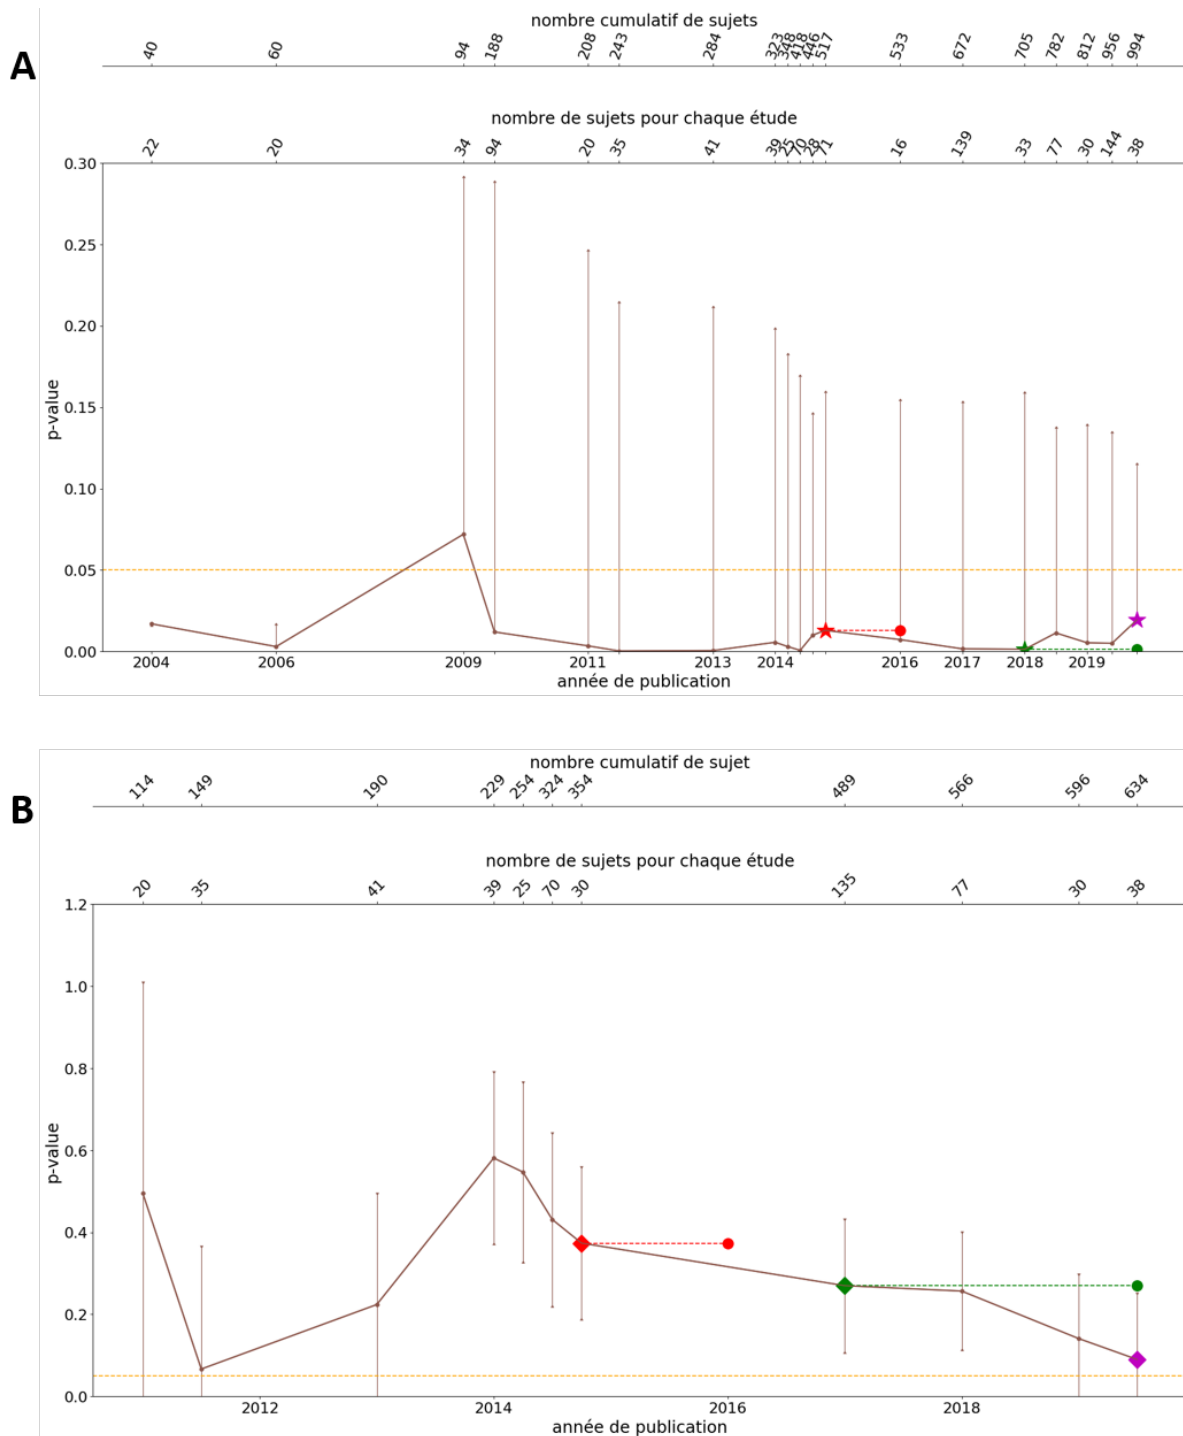 nombre cumulatif de sujets
A
40 60 94 188 208 243 284 323 348 418 446 517 533 672 705 782 812 956 994
nombre de sujets pour chaque étude
22 20 34 94 20 35 41 39 25 70 28 71 16 139 33 77 30 144 38
0.30
0.25
0.20
0.15
p-value
0.10
0.05
0.00
2004 2006 2009 2011 2013 2014 2016 2017 2018 2019
année de publication
nombre cumulatif de sujet
B
114 149 190 229 254 324 354 489 566 596 634
nombre de sujets pour chaque étude
20 35 41 39 25 70 30 135 77 30 38
1.2
1.0
0.8
0.6
p-value
0.4
0.2
0.0
2012 2014 2016 2018
année de publication